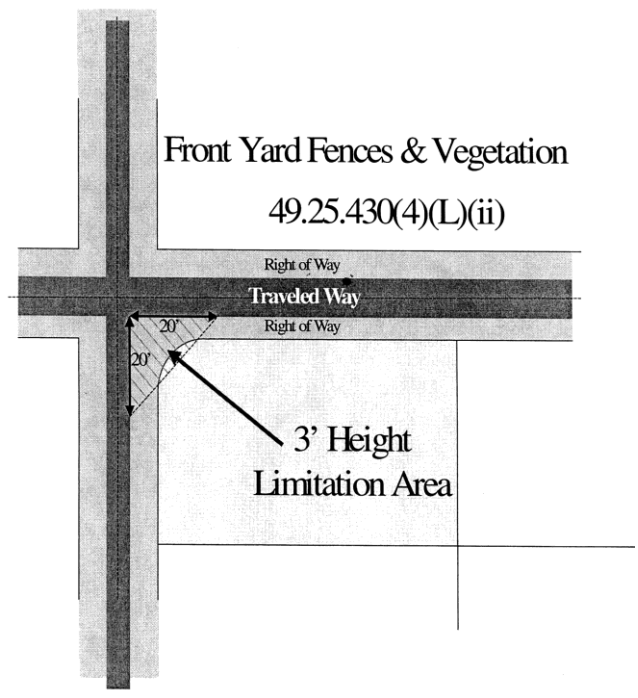 Front Yard Fences & Vegetation
49.25.430(4)(L)(ii)
Right of Way
Traveled Way
Right of Way
20'
20'
3' Height
Limitation Area